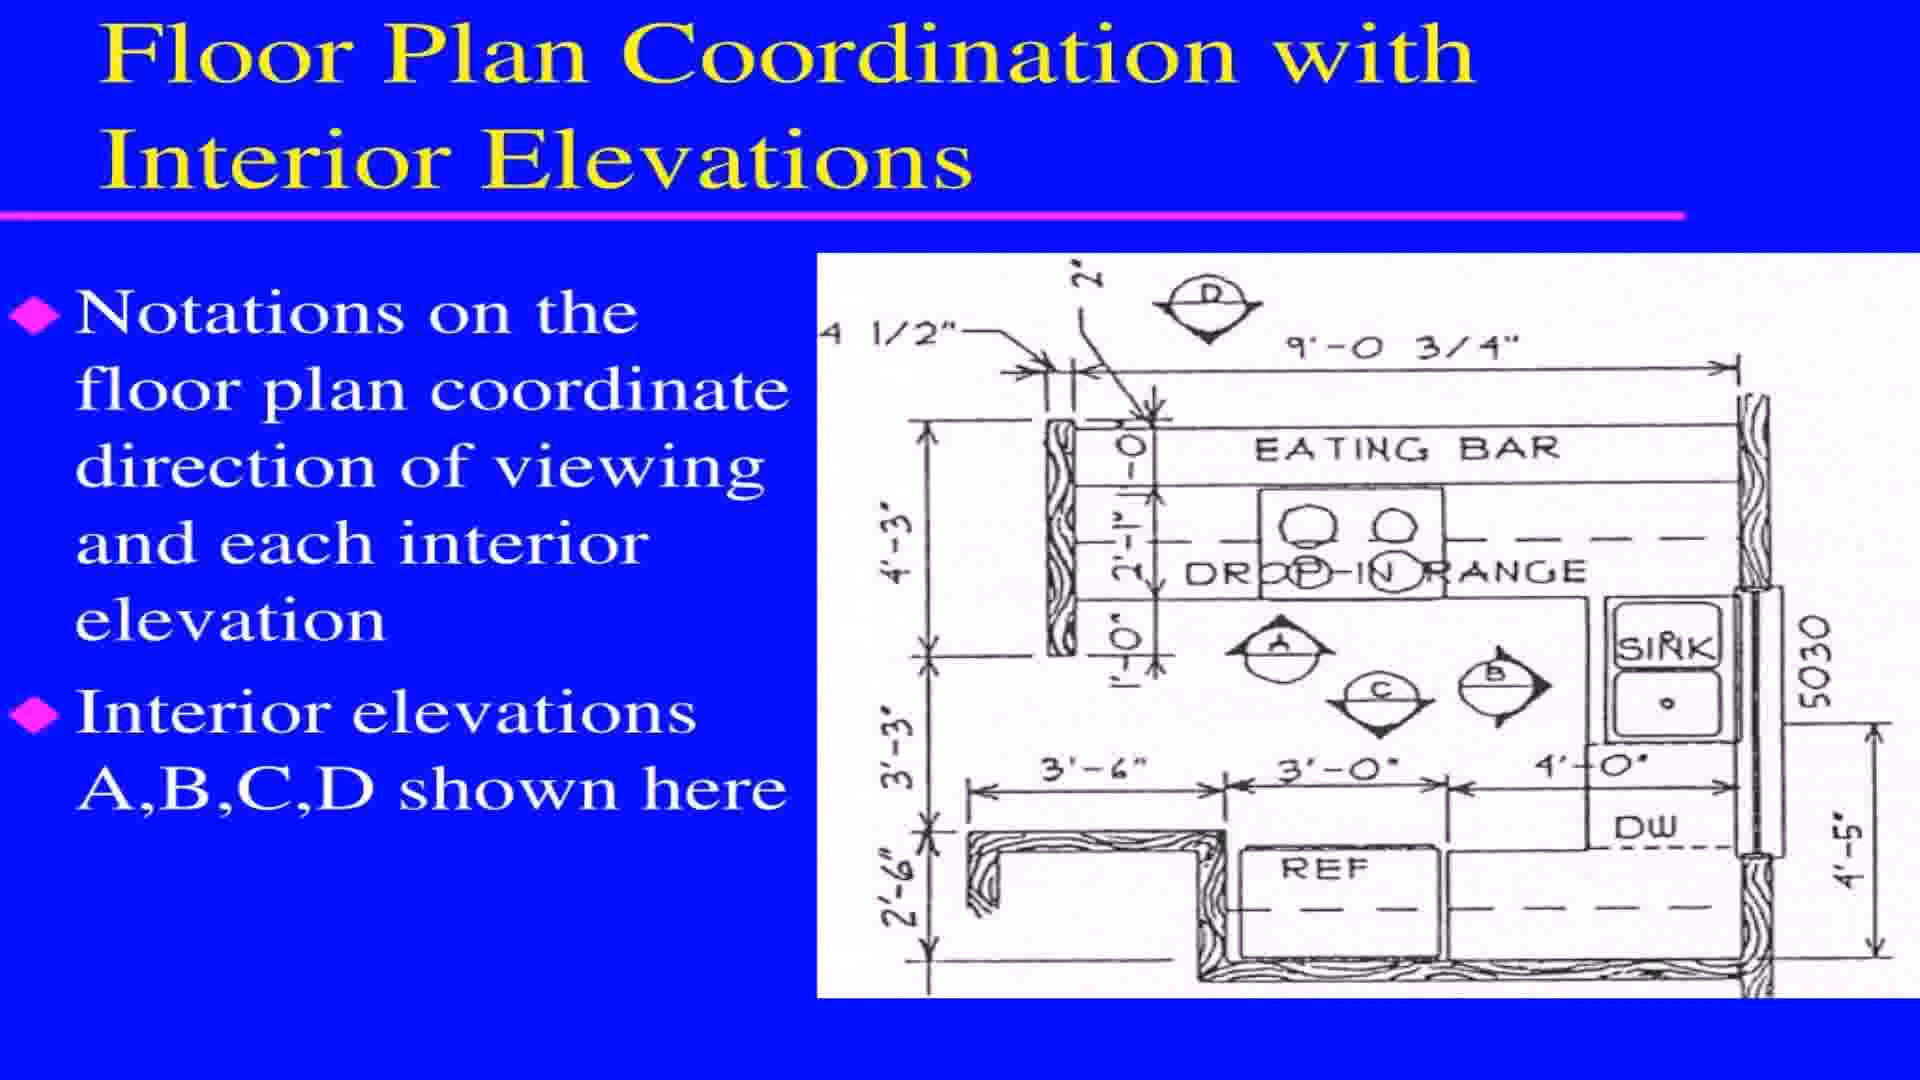 Floor Plan Coordination with
Interior Elevations
Notations on the
floor plan coordinate
direction of viewing
and each interior
elevation
Interior elevations
A,B,C,D shown here
2"
D
4 1/2"
9'-0 3/4"
EATING BAR
1'-0
4'-3"
2'-1"
DROP-IN RANGE
1'-0"
A
B
C
SINK
5030
3'-3"
3'-6"
3'-0"
4'-0"
DW
4'-5"
REF
2'-6"